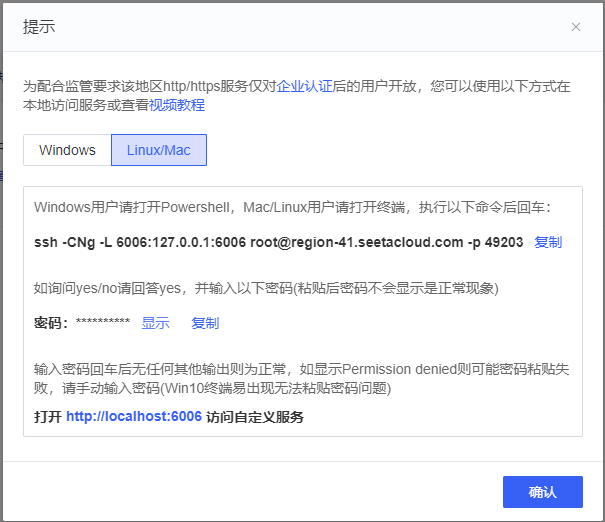 提示
为配合监管要求该地区http/https服务仅对企业认证后的用户开放，您可以使用以下方式在
本地访问服务或查看视频教程
Windows Linux/Mac
Windows用户请打开Powershell，Mac/Linux用户请打开终端，执行以下命令后回车：
ssh -CNg -L 6006:127.0.0.1:6006 root@region-41.seetacloud.com -p 49203 复制
如询问yes/no请回答yes，并输入以下密码(粘贴后密码不会显示是正常现象)
密码：********** 显示 复制
输入密码回车后无任何其他输出则为正常，如显示Permission denied则可能密码粘贴失
败，请手动输入密码(Win10终端易出现无法粘贴密码问题)
打开 http://localhost:6006 访问自定义服务
确认